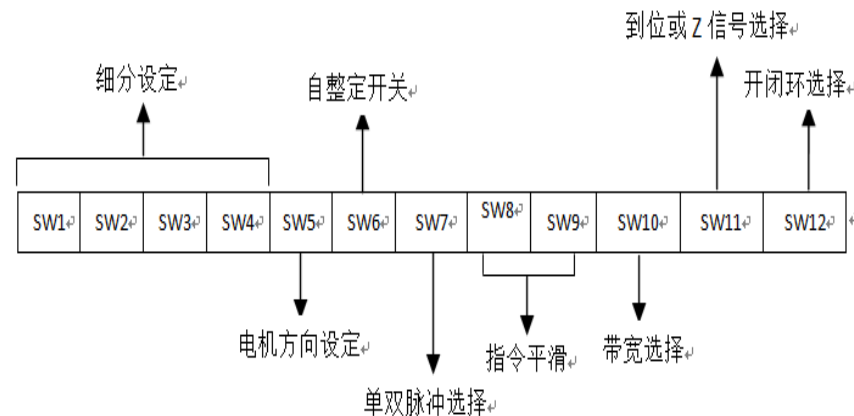 到位或 Z 信号选择
细分设定
自整定开关
开闭环选择
SW1 SW2 SW3 SW4 SW5 SW6 SW7 SW8 SW9 SW10 SW11 SW12
电机方向设定
指令平滑
带宽选择
单双脉冲选择